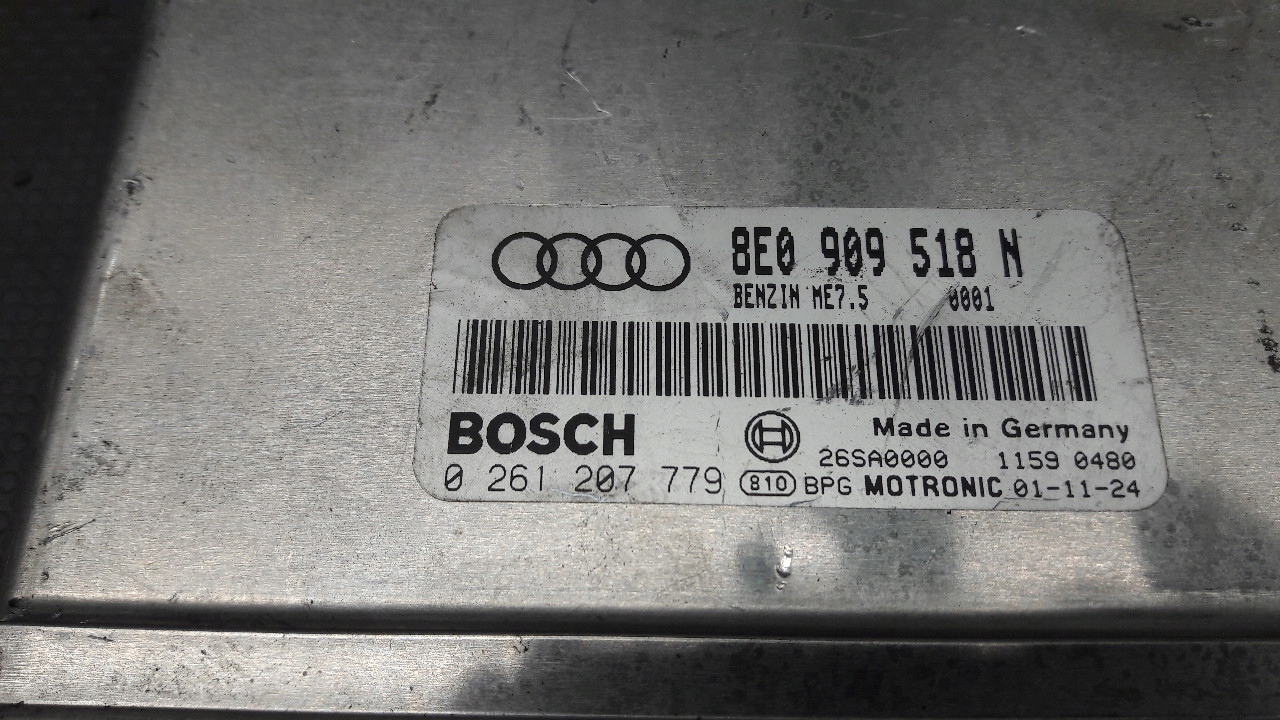 8E0 909 518 N
BENZIN ME7.5 0001
BOSCH
Made in Germany
26SA0000 1159 0480
0 261 207 779
810 BPG MOTRONIC 01-11-24